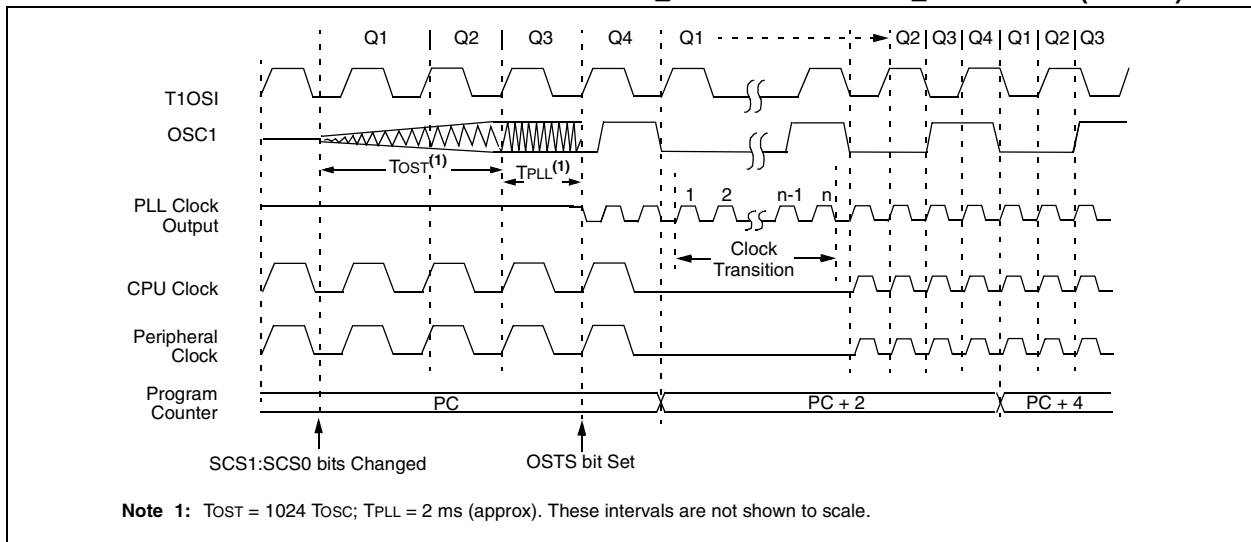 Q1 Q2 Q3 Q4 Q1 Q2 Q3 Q4 Q1 Q2 Q3
T1OSI
OSC1
TOST(1)
TPLL(1)
PLL Clock
Output
1 2 n-1 n
Clock
Transition
CPU Clock
Peripheral
Clock
Program
Counter
PC PC + 2 PC + 4
SCS1:SCS0 bits Changed OSTS bit Set
Note 1: TOST = 1024 TOSC; TPLL = 2 ms (approx). These intervals are not shown to scale.